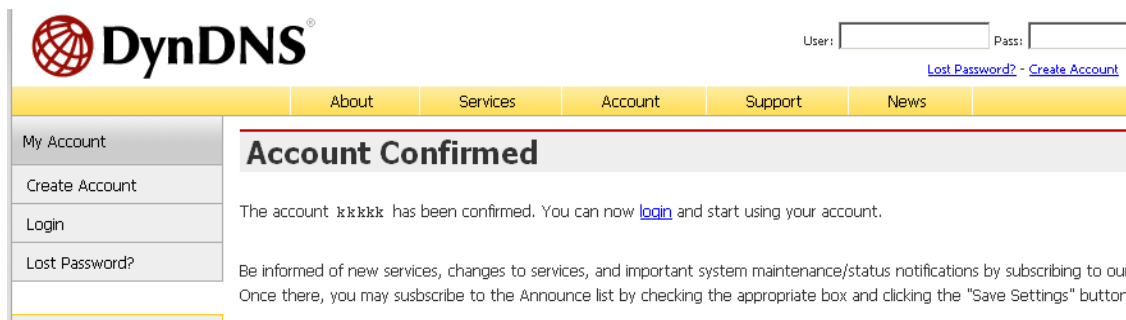 DynDNS®
User: Pass:
Lost Password? - Create Account
About Services Account Support News
My Account
Create Account
Login
Lost Password?
Account Confirmed
The account kkkkk has been confirmed. You can now login and start using your account.
Be informed of new services, changes to services, and important system maintenance/status notifications by subscribing to our
Once there, you may susbscribe to the Announce list by checking the appropriate box and clicking the "Save Settings" button